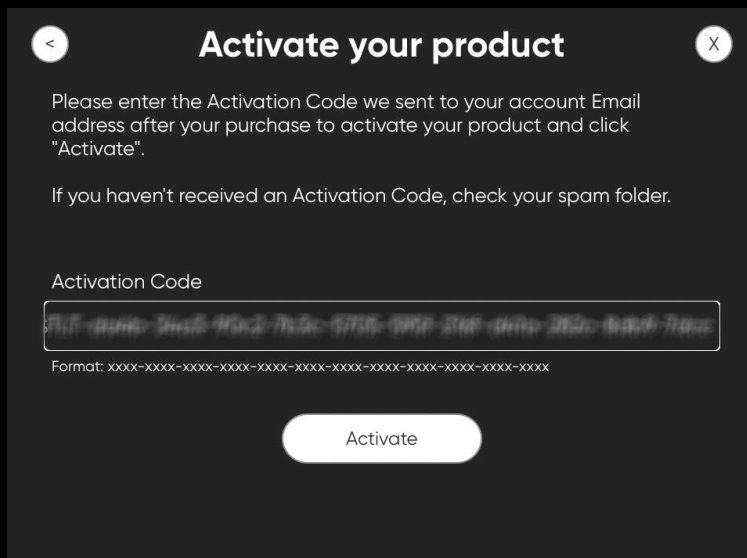 <
Activate your product
X
Please enter the Activation Code we sent to your account Email
address after your purchase to activate your product and click
"Activate".
If you haven't received an Activation Code, check your spam folder.
Activation Code
Format: xxxx-xxxx-xxxx-xxxx-xxxx-xxxx-xxxx-xxxx-xxxx-xxxx-xxxx-xxxx
Activate